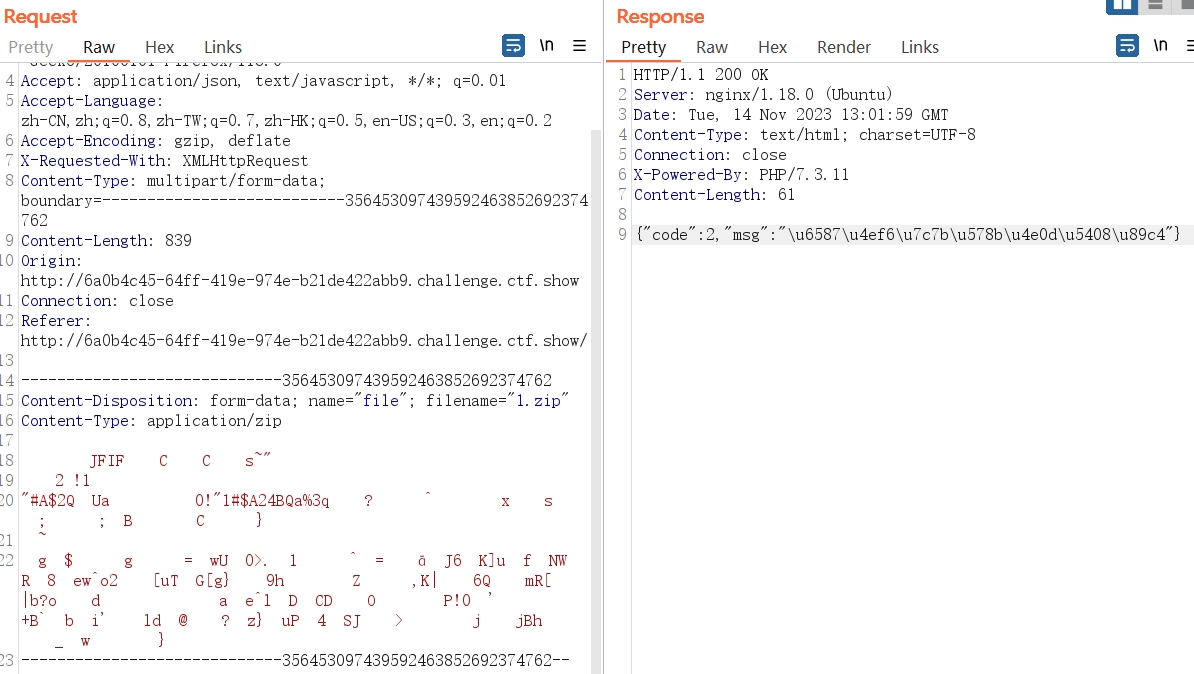 Request
Pretty Raw Hex Links
\n
4 Accept: application/json, text/javascript, */*; q=0.01
5 Accept-Language:
zh-CN,zh;q=0.8,zh-TW;q=0.7,zh-HK;q=0.5,en-US;q=0.3,en;q=0.2
6 Accept-Encoding: gzip, deflate
7 X-Requested-With: XMLHttpRequest
8 Content-Type: multipart/form-data;
boundary=---------------------------356453097439592463852692374
762
9 Content-Length: 839
10 Origin:
http://6a0b4c45-64ff-419e-974e-b21de422abb9.challenge.ctf.show
11 Connection: close
12 Referer:
http://6a0b4c45-64ff-419e-974e-b21de422abb9.challenge.ctf.show/
13
14 -----------------------------356453097439592463852692374762
15 Content-Disposition: form-data; name="file"; filename="1.zip"
16 Content-Type: application/zip
17
18 JFIF C C s~"
19 2 !1
20 "#A$2Q Ua 0!"1#$A24BQa%3q ? ^ x s
; ; B C }
21 ~
22 g $ g = wU 0>. 1 ^ = ā J6 K]u f NW
R 8 ew^o2 [uT G[g} 9h Z ,K| 6Q mR[
|b?o d a e^l D CD O P!O '
+B` b i' ld @ ? z} uP 4 SJ > j jBh
_ w }
23 -----------------------------356453097439592463852692374762--
Response
Pretty Raw Hex Render Links
\n
1 HTTP/1.1 200 OK
2 Server: nginx/1.18.0 (Ubuntu)
3 Date: Tue, 14 Nov 2023 13:01:59 GMT
4 Content-Type: text/html; charset=UTF-8
5 Connection: close
6 X-Powered-By: PHP/7.3.11
7 Content-Length: 61
8
9 {"code":2,"msg":"\u6587\u4ef6\u7c7b\u578b\u4e0d\u5408\u89c4"}